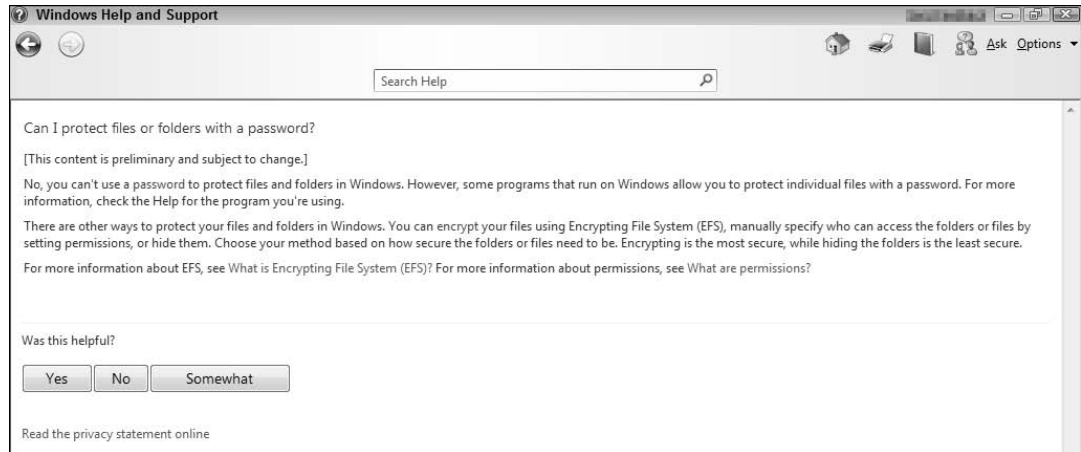 Windows Help and Support
Ask Options
Search Help
Can I protect files or folders with a password?
[This content is preliminary and subject to change.]
No, you can't use a password to protect files and folders in Windows. However, some programs that run on Windows allow you to protect individual files with a password. For more
information, check the Help for the program you're using.
There are other ways to protect your files and folders in Windows. You can encrypt your files using Encrypting File System (EFS), manually specify who can access the folders or files by
setting permissions, or hide them. Choose your method based on how secure the folders or files need to be. Encrypting is the most secure, while hiding the folders is the least secure.
For more information about EFS, see What is Encrypting File System (EFS)? For more information about permissions, see What are permissions?
Was this helpful?
Yes No Somewhat
Read the privacy statement online